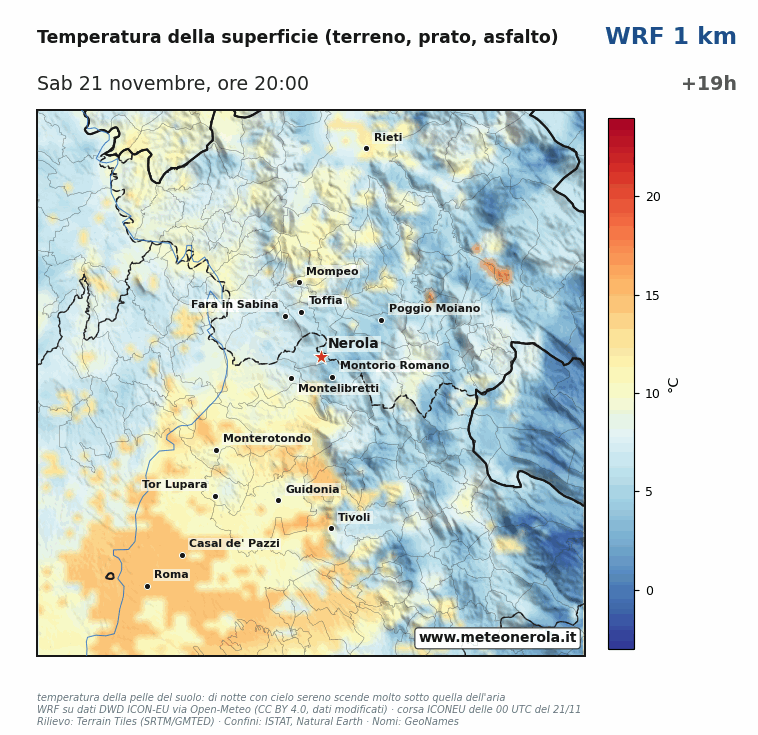 Temperatura della superficie (terreno, prato, asfalto)
WRF 1 km
Sab 21 novembre, ore 20:00
+19h
Rieti
Mompeo
Fara in Sabina
Toffia
Poggio Moiano
Nerola
Montorio Romano
Montelibretti
Monterotondo
Tor Lupara
Guidonia
Tivoli
Casal de' Pazzi
Roma
www.meteonerola.it
20
15
10
5
0
°C
temperatura della pelle del suolo: di notte con cielo sereno scende molto sotto quella dell'aria
WRF su dati DWD ICON-EU via Open-Meteo (CC BY 4.0, dati modificati) · corsa ICONEU delle 00 UTC del 21/11
Rilievo: Terrain Tiles (SRTM/GMTED) · Confini: ISTAT, Natural Earth · Nomi: GeoNames